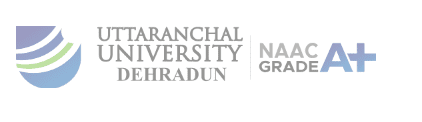 UTTARANCHAL
UNIVERSITY
DEHRADUN
NAAC
GRADE A+